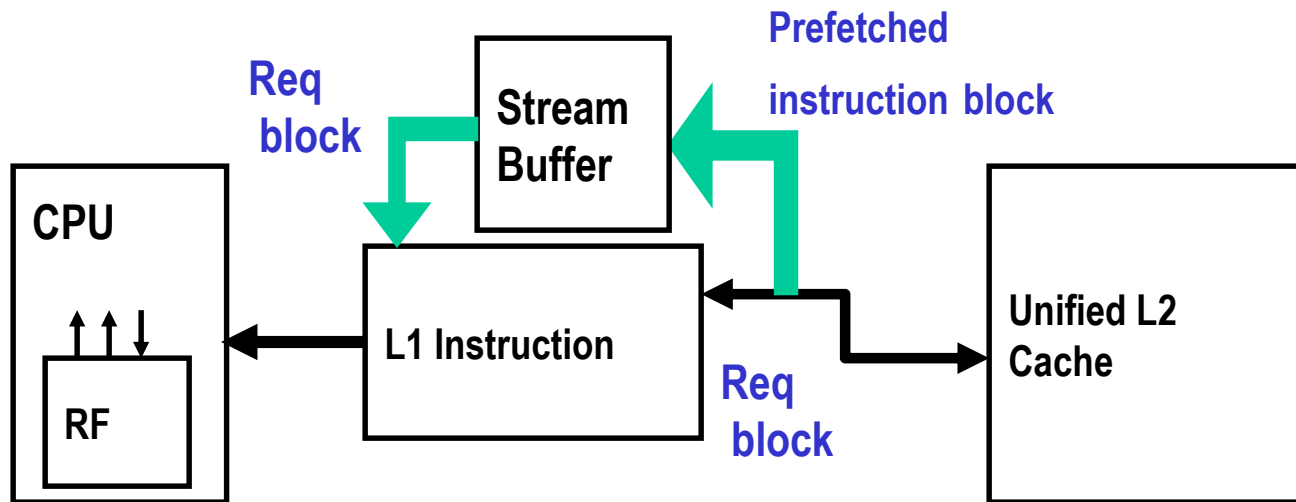 Prefetched
instruction block
Req
block
Stream
Buffer
CPU
RF
L1 Instruction
Req
block
Unified L2
Cache